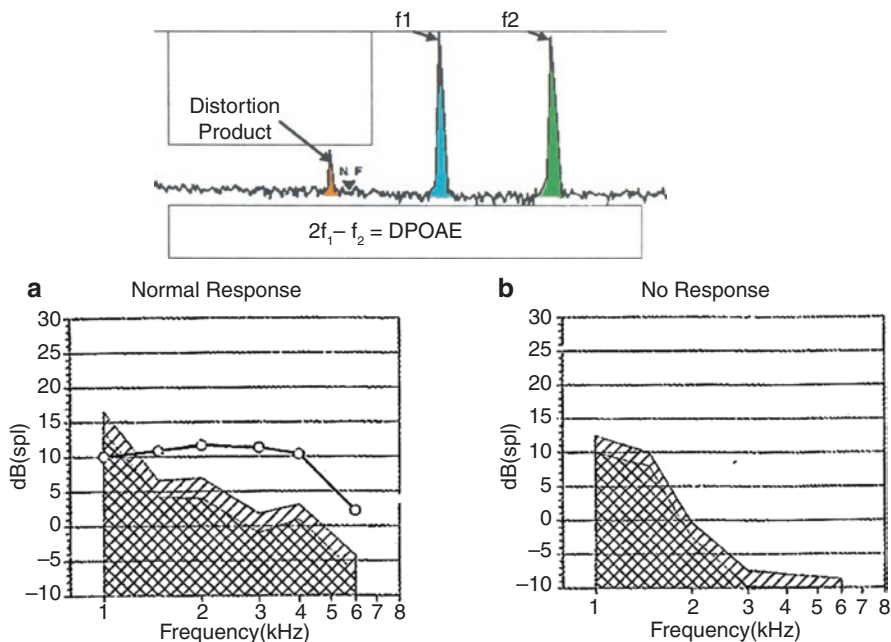 f1 f2
Distortion
Product
N F
2f₁– f₂ = DPOAE
a Normal Response
30
25
20
15
10
5
0
–5
–10
dB(spl)
1 2 3 4 5 6 7 8
Frequency(kHz)
b No Response
30
25
20
15
10
5
0
–5
–10
dB(spl)
1 2 3 4 5 6 7 8
Frequency(kHz)